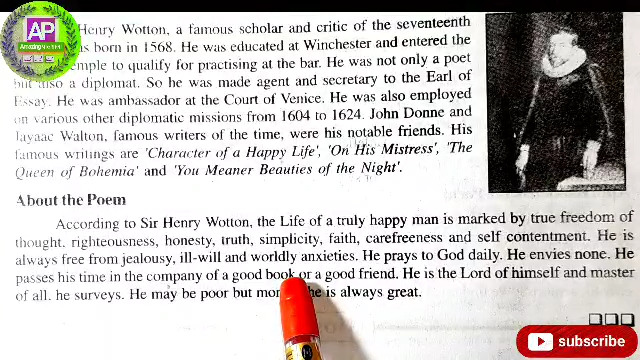 AP
Amazing
Henry Wotton, a famous scholar and critic of the seventeenth
s born in 1568. He was educated at Winchester and entered the
emple to qualify for practising at the bar. He was not only a poet
but also a diplomat. So he was made agent and secretary to the Earl of
Essay. He was ambassador at the Court of Venice. He was also employed
on various other diplomatic missions from 1604 to 1624. John Donne and
Jayaac Walton, famous writers of the time, were his notable friends. His
famous writings are 'Character of a Happy Life', 'On His Mistress', 'The
Queen of Bohemia' and 'You Meaner Beauties of the Night'.
About the Poem
According to Sir Henry Wotton, the Life of a truly happy man is marked by true freedom of
thought, righteousness, honesty, truth, simplicity, faith, carefreeness and self contentment. He is
always free from jealousy, ill-will and worldly anxieties. He prays to God daily. He envies none. He
passes his time in the company of a good book or a good friend. He is the Lord of himself and master
of all. he surveys. He may be poor but mor he is always great.
SUBSCRIBE